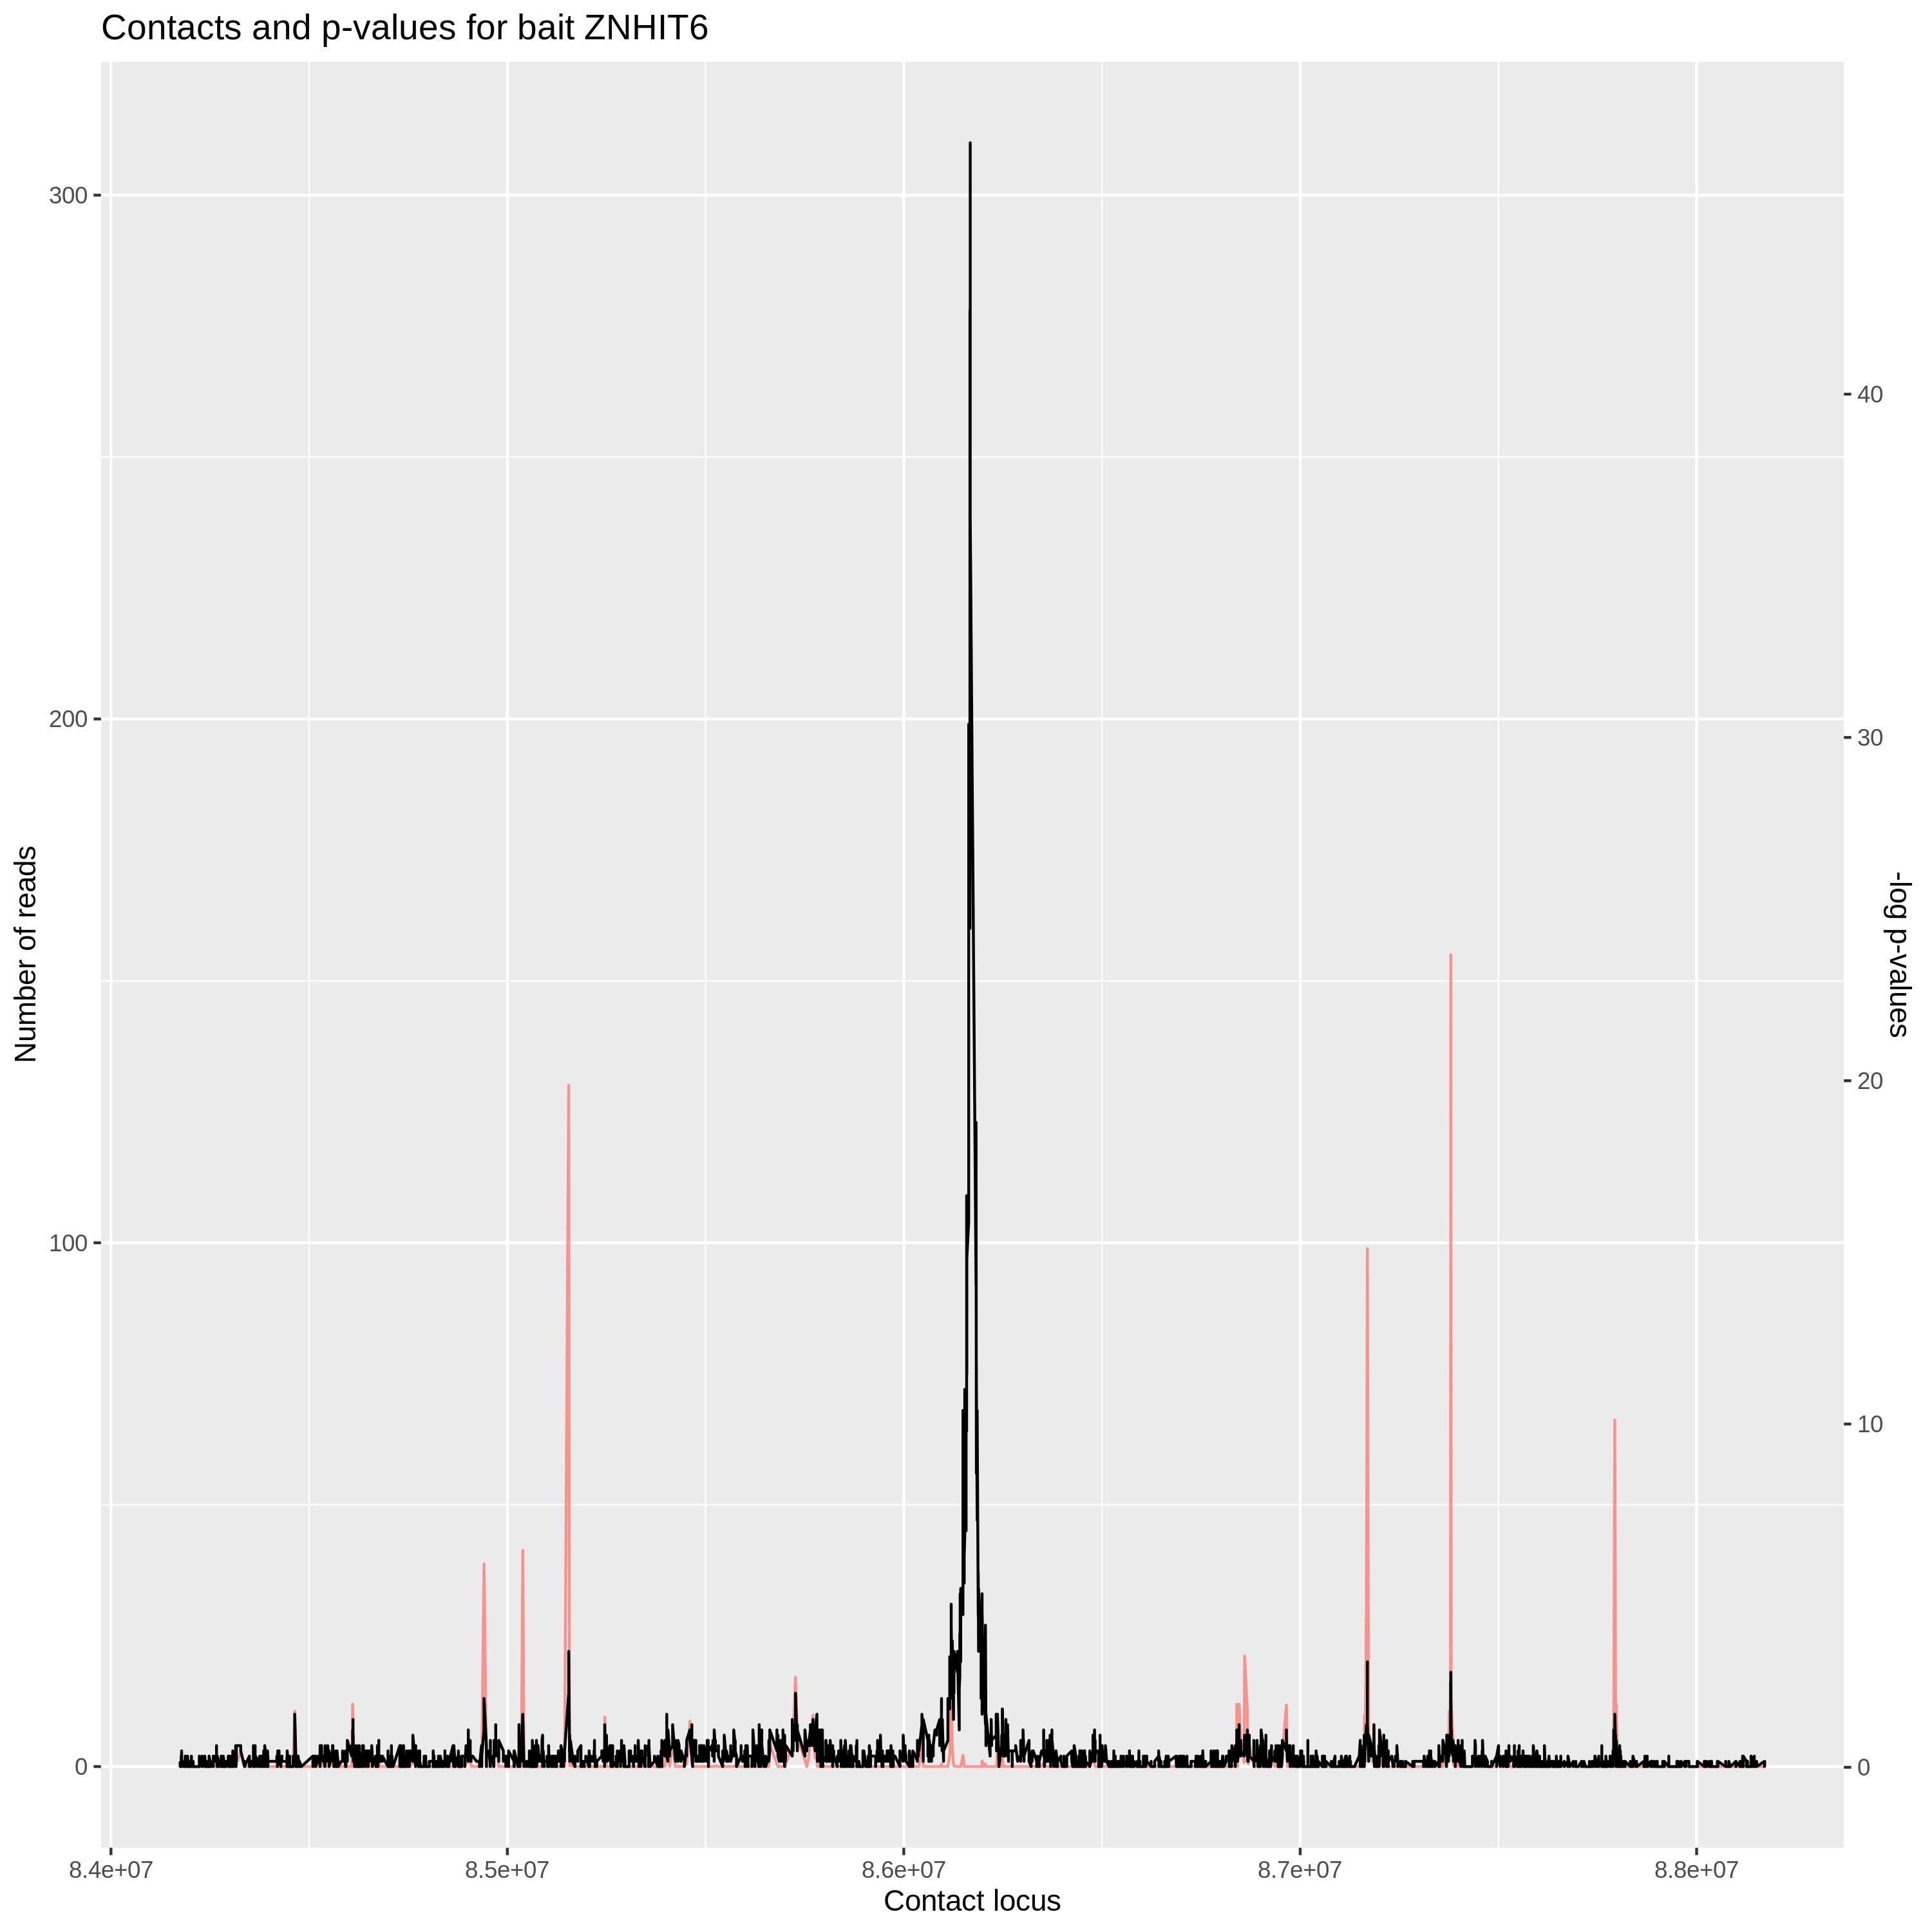 Contacts and p-values for bait ZNHIT6
300
200
100
0
40
30
20
10
0
Number of reads
-log p-values
8.4e+07 8.5e+07 8.6e+07 8.7e+07 8.8e+07
Contact locus